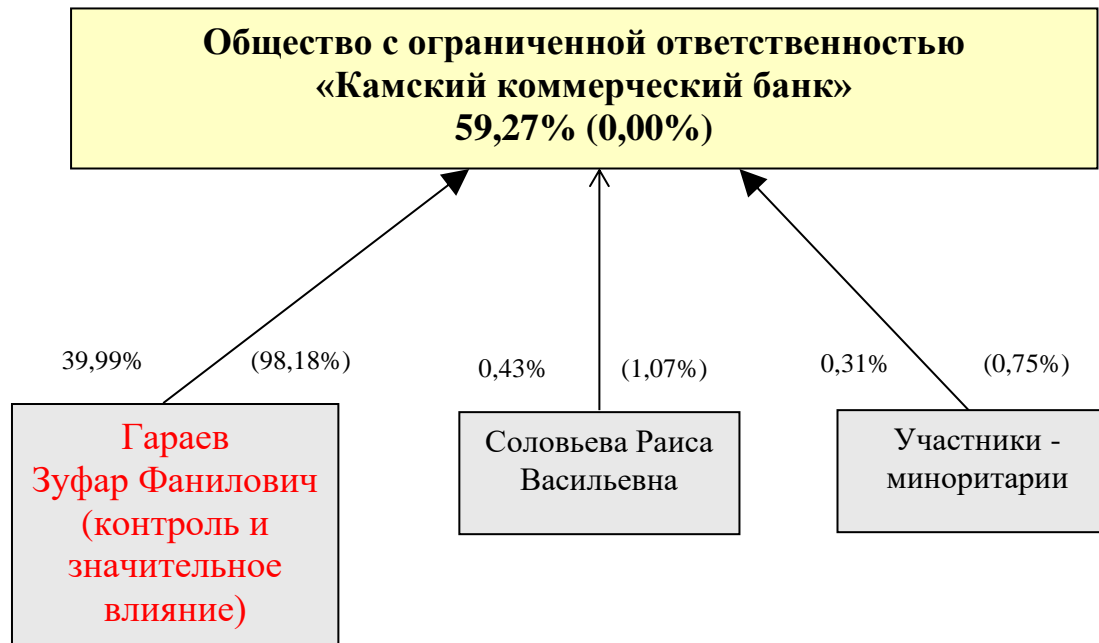 Общество с ограниченной ответственностью
«Камский коммерческий банк»
59,27% (0,00%)
39,99% (98,18%)
0,43% (1,07%)
0,31% (0,75%)
Гараев
Зуфар Фанилович
(контроль и
значительное
влияние)
Соловьева Раиса
Васильевна
Участники -
миноритарии